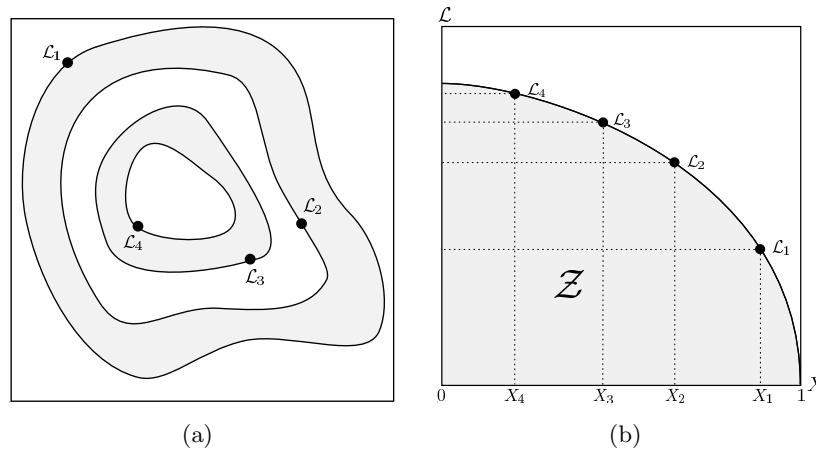 ℒ₁
ℒ₂
ℒ₄
ℒ₃
(a)
ℒ
ℒ₄
ℒ₃
ℒ₂
ℒ₁
𝒵
0 X₄ X₃ X₂ X₁ 1 X
(b)